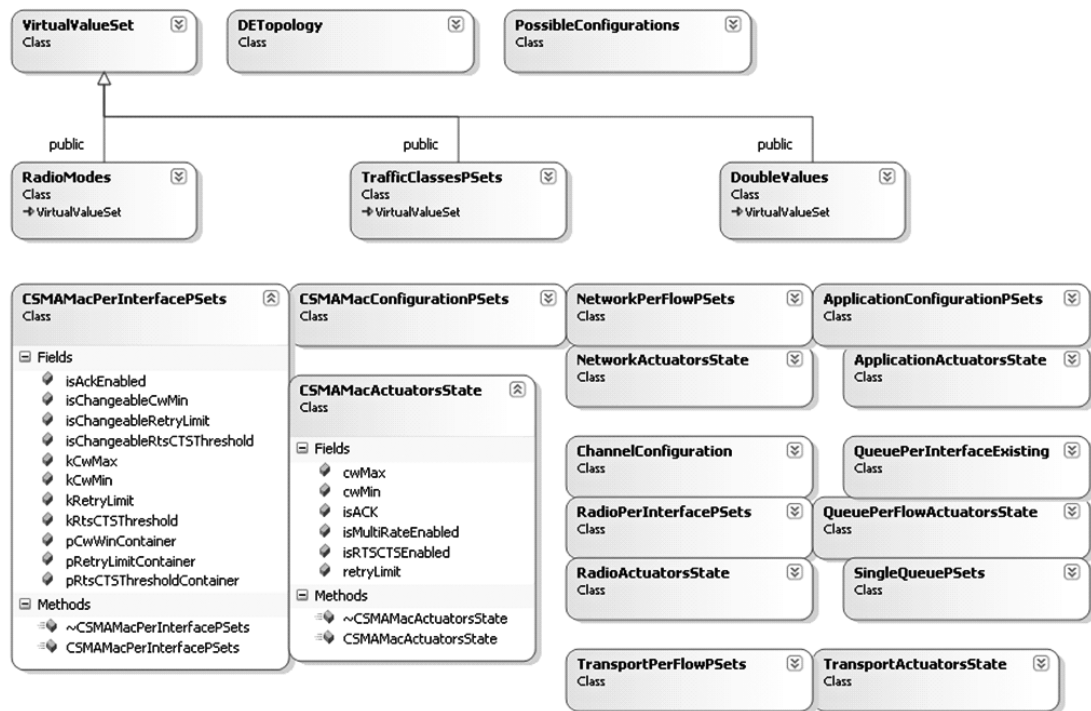 VirtualValueSet
Class
DETopology
Class
PossibleConfigurations
Class
public
public
public
RadioModes
Class
VirtualValueSet
TrafficClassesPSets
Class
VirtualValueSet
DoubleValues
Class
VirtualValueSet
CSMAMacPerInterfacePSets
Class
Fields
isAckEnabled
isChangeableCwMin
isChangeableRetryLimit
isChangeableRtsCTSThreshold
kCwMax
kCwMin
kRetryLimit
kRtsCTSThreshold
pCwWinContainer
pRetryLimitContainer
pRtsCTSThresholdContainer
Methods
~CSMAMacPerInterfacePSets
CSMAMacPerInterfacePSets
CSMAMacConfigurationPSets
Class
CSMAMacActuatorsState
Class
Fields
cwMax
cwMin
isACK
isMultiRateEnabled
isRTSCTSEnabled
retryLimit
Methods
~CSMAMacActuatorsState
CSMAMacActuatorsState
NetworkPerFlowPSets
Class
NetworkActuatorsState
Class
ChannelConfiguration
Class
RadioPerInterfacePSets
Class
RadioActuatorsState
Class
TransportPerFlowPSets
Class
ApplicationConfigurationPSets
Class
ApplicationActuatorsState
Class
QueuePerInterfaceExisting
Class
QueuePerFlowActuatorsState
Class
SingleQueuePSets
Class
TransportActuatorsState
Class